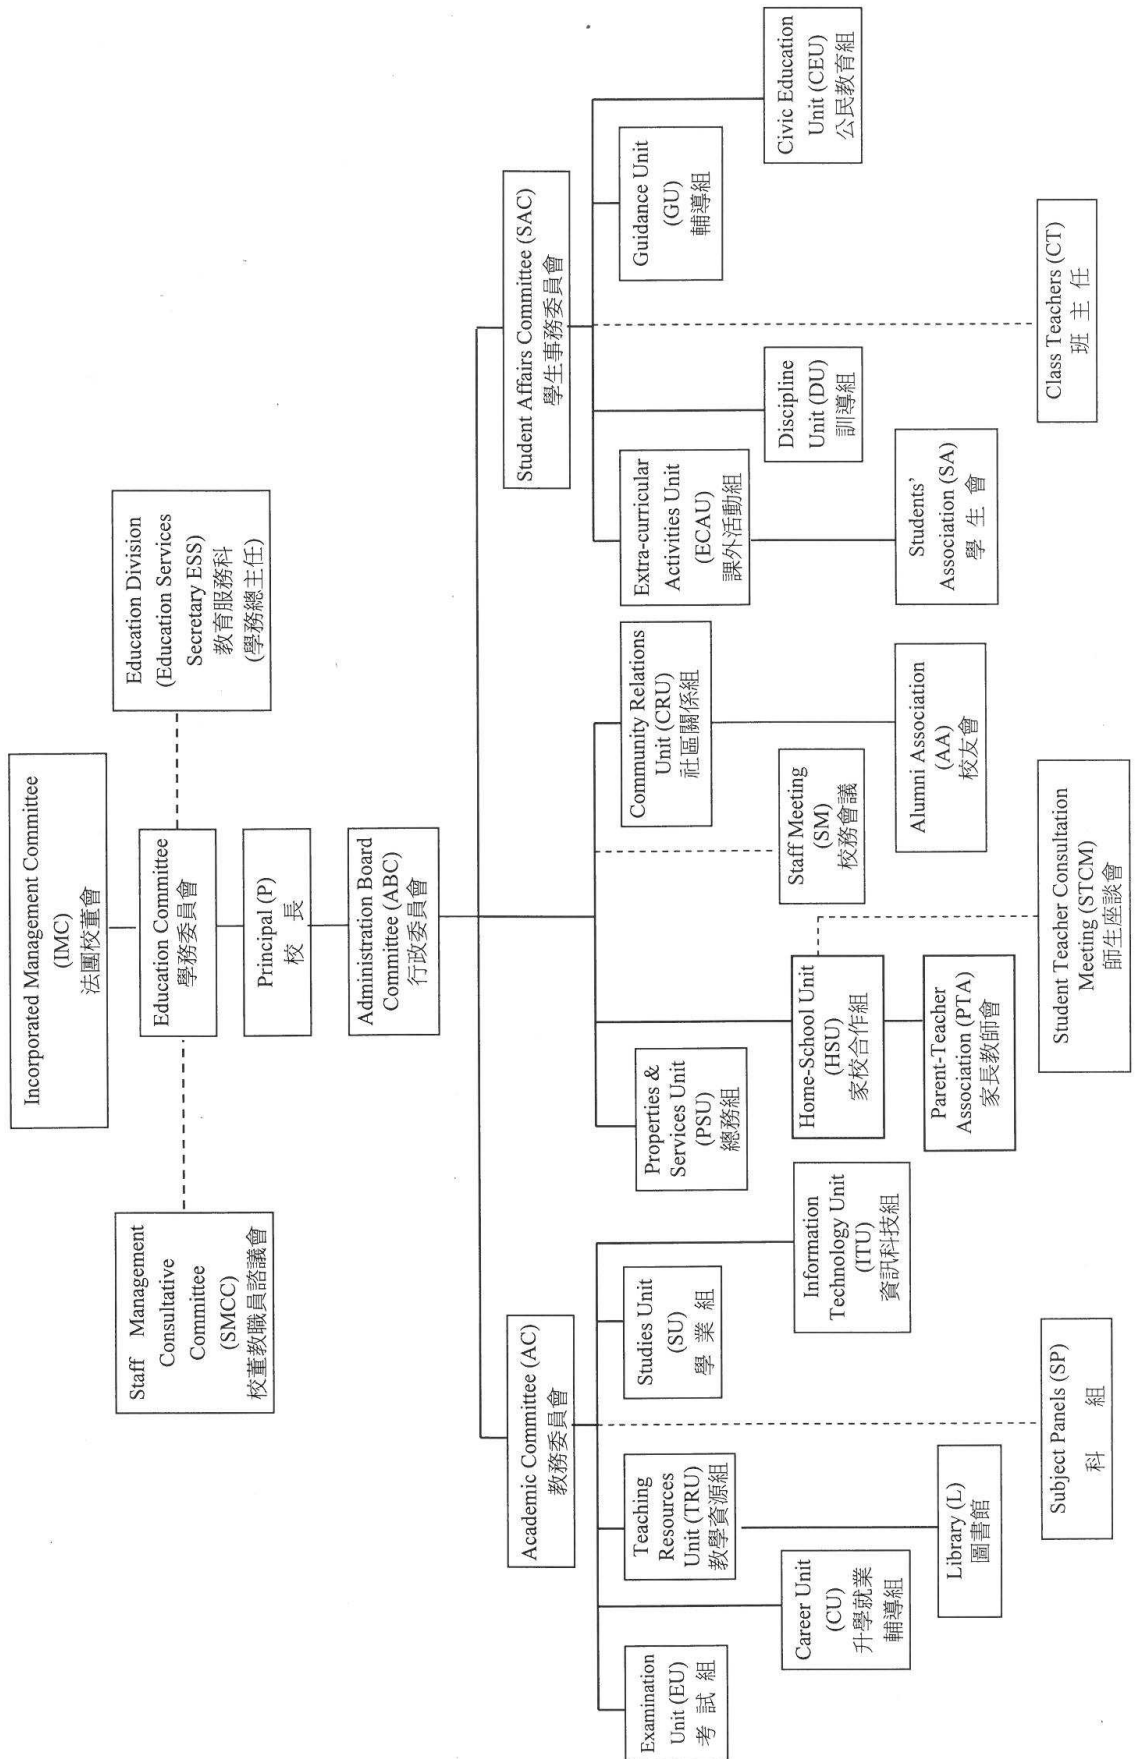 Incorporated Management Committee
(IMC)
法團校董會
Staff Management
Consultative
Committee
(SMCC)
校董教職員諮議會
Education Committee
學務委員會
Education Division
(Education Services
Secretary ESS)
教育服務科
(學務總主任)
Principal (P)
校 長
Administration Board
Committee (ABC)
行政委員會
Academic Committee (AC)
教務委員會
Student Affairs Committee (SAC)
學生事務委員會
Examination
Unit (EU)
考 試 組
Teaching
Resources
Unit (TRU)
教學資源組
Studies Unit
(SU)
學 業 組
Properties &
Services Unit
(PSU)
總務組
Community Relations
Unit (CRU)
社區關係組
Extra-curricular
Activities Unit
(ECAU)
課外活動組
Guidance Unit
(GU)
輔導組
Career Unit
(CU)
升學就業
輔導組
Information
Technology Unit
(ITU)
資訊科技組
Home-School Unit
(HSU)
家校合作組
Staff Meeting
(SM)
校務會議
Discipline
Unit (DU)
訓導組
Civic Education
Unit (CEU)
公民教育組
Library (L)
圖書館
Parent-Teacher
Association (PTA)
家長教師會
Alumni Association
(AA)
校友會
Students'
Association (SA)
學 生 會
Subject Panels (SP)
科 組
Student Teacher Consultation
Meeting (STCM)
師生座談會
Class Teachers (CT)
班 主 任